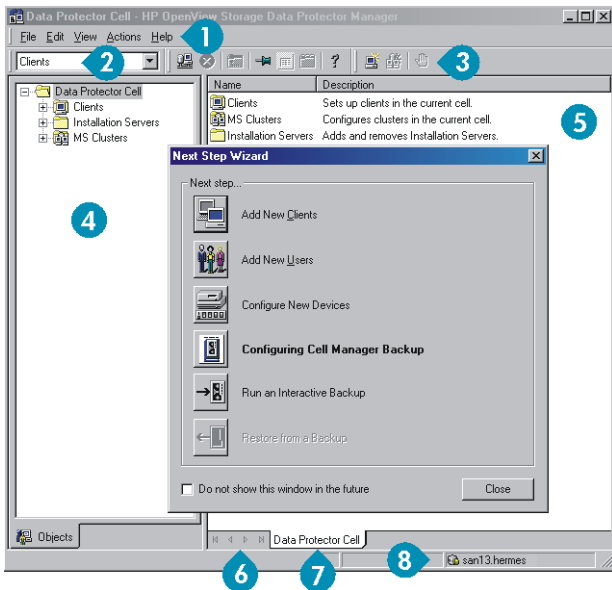 Data Protector Cell - HP OpenView Storage Data Protector Manager
File Edit View Actions Help
1
Clients
2
?
3
Data Protector Cell
Clients
Installation Servers
MS Clusters
4
Name Description
Clients Sets up clients in the current cell.
MS Clusters Configures clusters in the current cell.
Installation Servers Adds and removes Installation Servers.
5
Next Step Wizard
Next step...
Add New Clients
Add New Users
Configure New Devices
Configuring Cell Manager Backup
Run an Interactive Backup
Restore from a Backup
Do not show this window in the future
Close
Objects
Data Protector Cell
6
7
8
san13.hermes